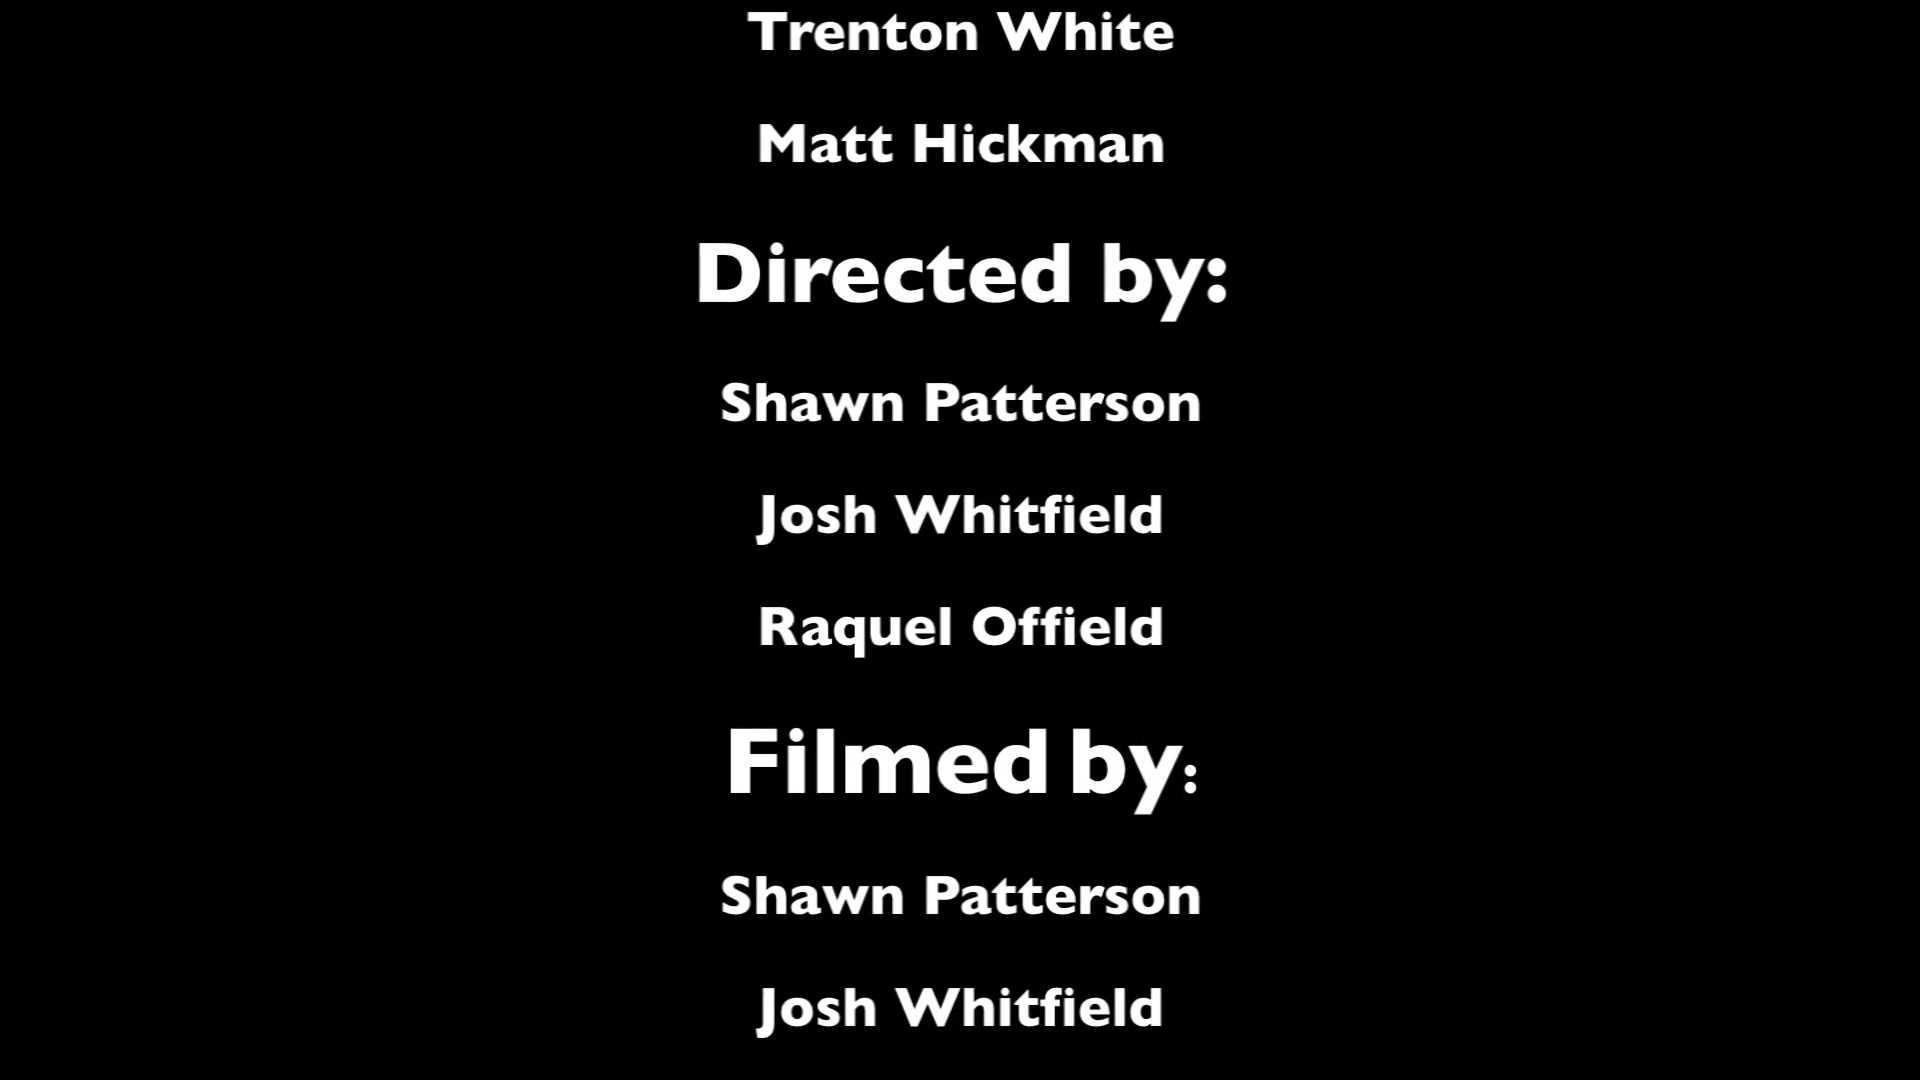 Trenton White
Matt Hickman
Directed by:
Shawn Patterson
Josh Whitfield
Raquel Offield
Filmed by:
Shawn Patterson
Josh Whitfield